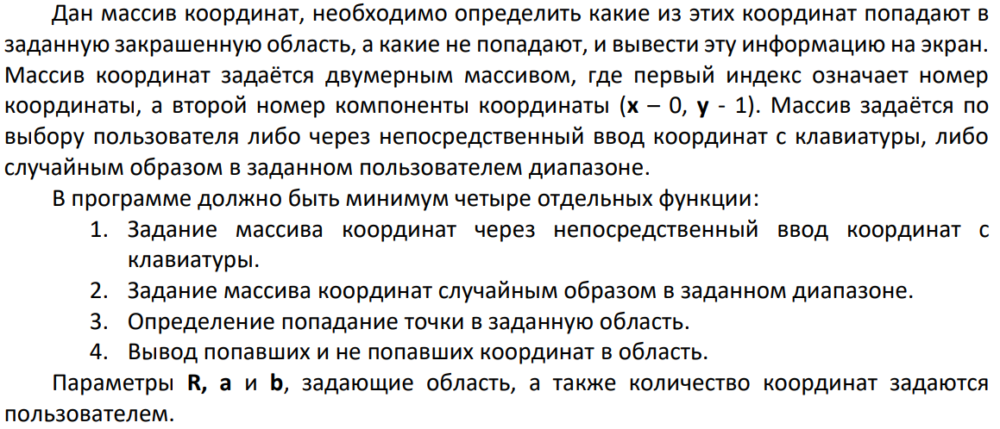 Дан массив координат, необходимо определить какие из этих координат попадают в
заданную закрашенную область, а какие не попадают, и вывести эту информацию на экран.
Массив координат задаётся двумерным массивом, где первый индекс означает номер
координаты, а второй номер компоненты координаты (x – 0, y - 1). Массив задаётся по
выбору пользователя либо через непосредственный ввод координат с клавиатуры, либо
случайным образом в заданном пользователем диапазоне.
В программе должно быть минимум четыре отдельных функции:
1. Задание массива координат через непосредственный ввод координат с
клавиатуры.
2. Задание массива координат случайным образом в заданном диапазоне.
3. Определение попадание точки в заданную область.
4. Вывод попавших и не попавших координат в область.
Параметры R, a и b, задающие область, а также количество координат задаются
пользователем.